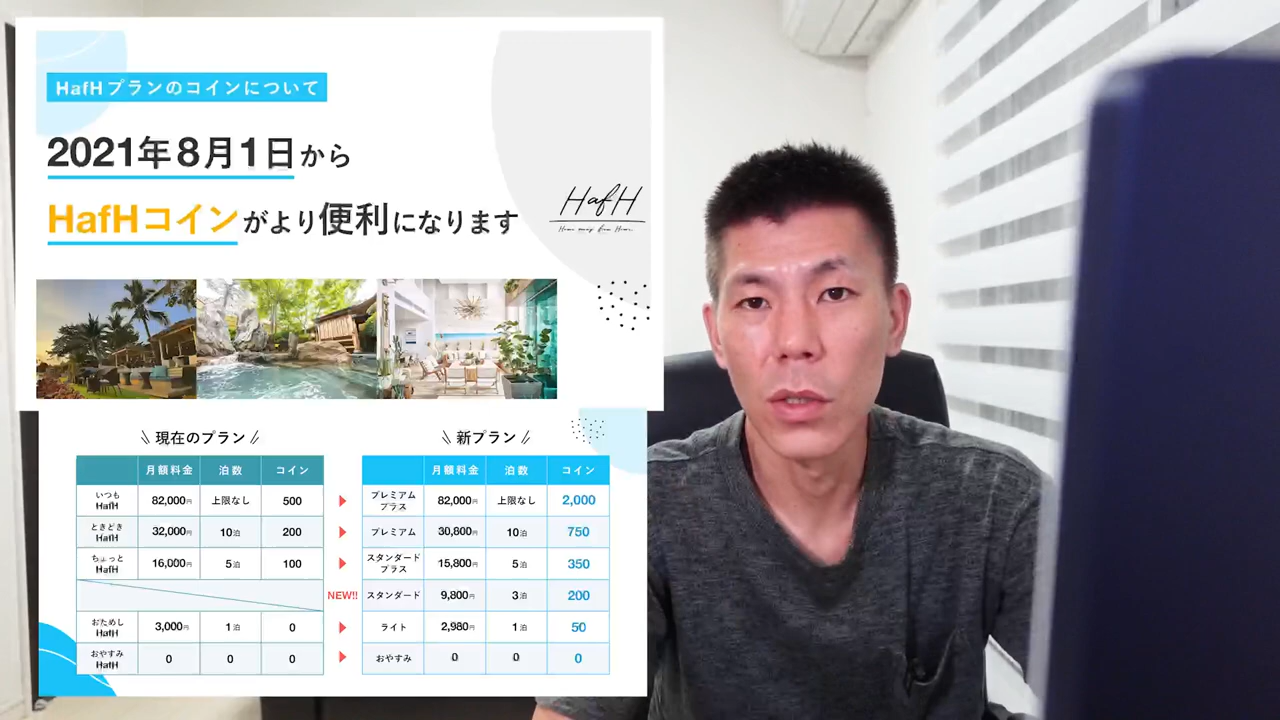 HafHプランのコインについて
2021年8月1日から
HafHコインがより便利になります
HafH
Home away from Home
現在のプラン
月額料金 泊数 コイン
いつもHafH 82,000円 上限なし 500
ときどきHafH 32,000円 10泊 200
ちょっとHafH 16,000円 5泊 100
おためしHafH 3,000円 1泊 0
おやすみHafH 0 0 0
新プラン
月額料金 泊数 コイン
プレミアムプラス 82,000円 上限なし 2,000
プレミアム 30,800円 10泊 750
スタンダードプラス 15,800円 5泊 350
NEW!! スタンダード 9,800円 3泊 200
ライト 2,980円 1泊 50
おやすみ 0 0 0